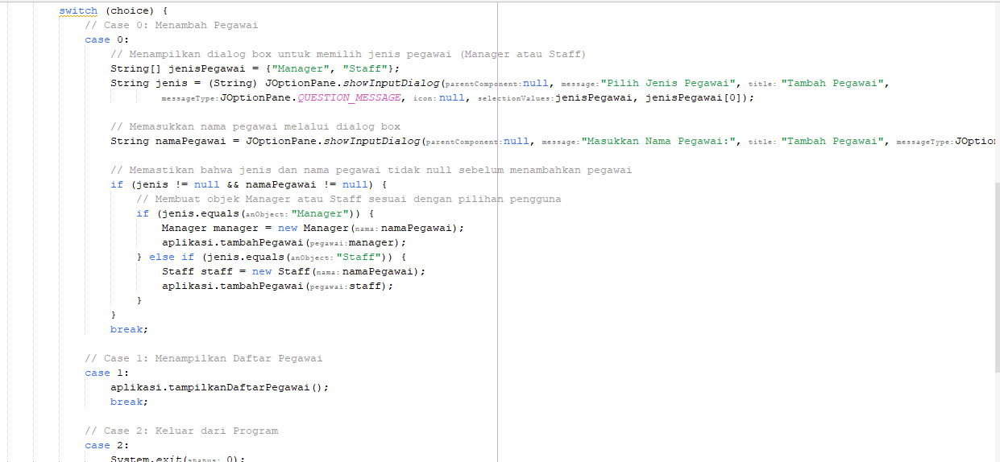 switch (choice) {
// Case 0: Menambah Pegawai
case 0:
// Menampilkan dialog box untuk memilih jenis pegawai (Manager atau Staff)
String[] jenisPegawai = {"Manager", "Staff"};
String jenis = (String) JOptionPane.showInputDialog(parentComponent: null, message: "Pilih Jenis Pegawai", title: "Tambah Pegawai",
messageType: JOptionPane.QUESTION_MESSAGE, icon: null, selectionValues: jenisPegawai, jenisPegawai[0]);
// Memasukkan nama pegawai melalui dialog box
String namaPegawai = JOptionPane.showInputDialog(parentComponent: null, message: "Masukkan Nama Pegawai:", title: "Tambah Pegawai", messageType: JOption
// Memastikan bahwa jenis dan nama pegawai tidak null sebelum menambahkan pegawai
if (jenis != null && namaPegawai != null) {
// Membuat objek Manager atau Staff sesuai dengan pilihan pengguna
if (jenis.equals(anObject: "Manager")) {
Manager manager = new Manager(nama: namaPegawai);
aplikasi.tambahPegawai(pegawai: manager);
} else if (jenis.equals(anObject: "Staff")) {
Staff staff = new Staff(nama: namaPegawai);
aplikasi.tambahPegawai(pegawai: staff);
}
}
break;
// Case 1: Menampilkan Daftar Pegawai
case 1:
aplikasi.tampilkanDaftarPegawai();
break;
// Case 2: Keluar dari Program
case 2:
System.exit(status: 0);